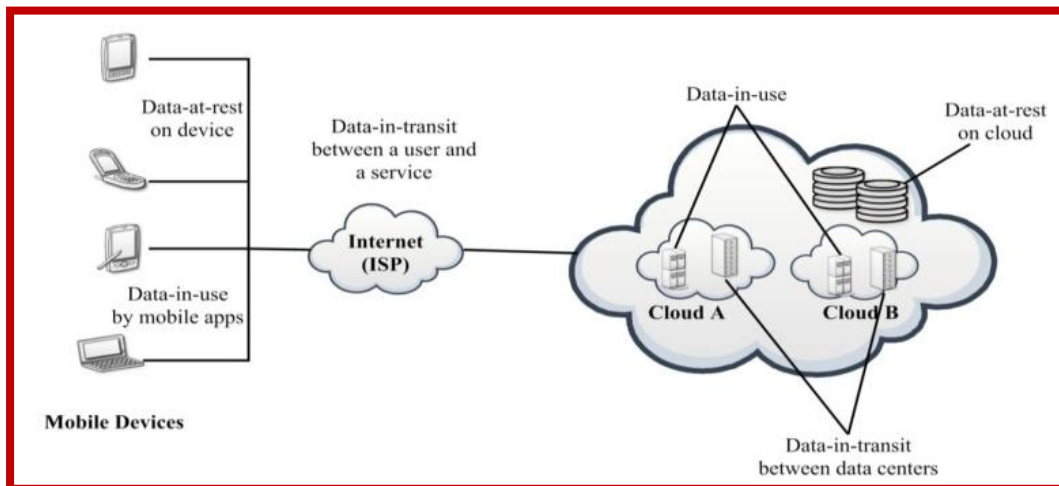 Data-at-rest
on device
Data-in-use
by mobile apps
Mobile Devices
Data-in-transit
between a user and
a service
Internet
(ISP)
Data-in-use
Data-at-rest
on cloud
Cloud A
Cloud B
Data-in-transit
between data centers